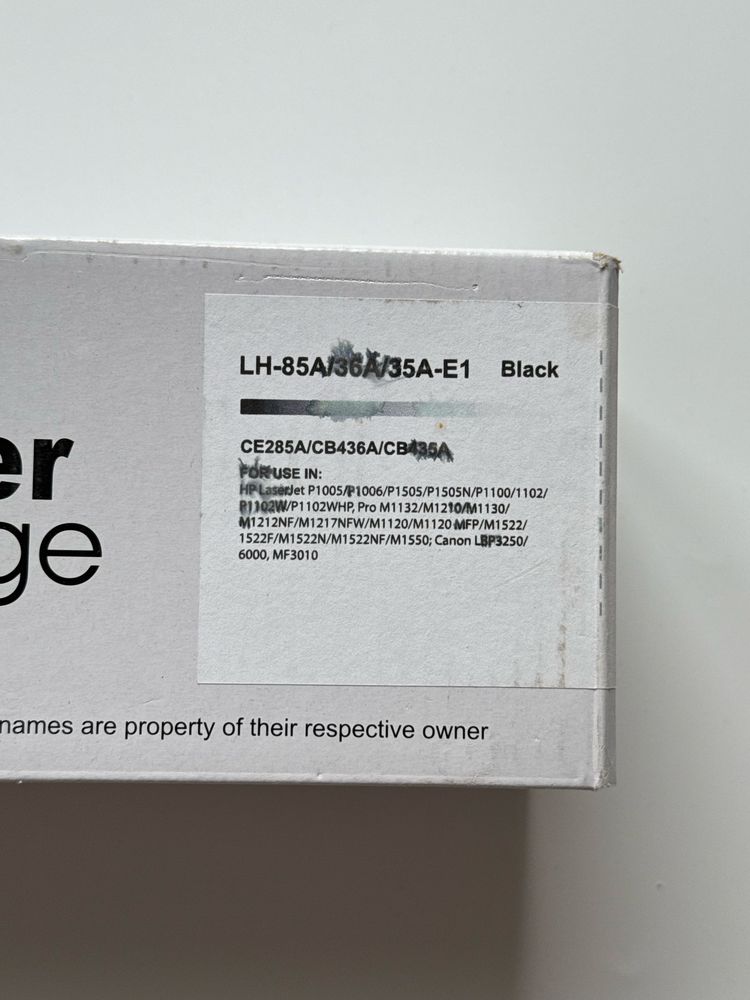 er
ge
LH-85A/36A/35A-E1 Black
CE285A/CB436A/CB435A
FOR USE IN:
HP LaserJet P1005/P1006/P1505/P1505N/P1100/1102/
P1102W/P1102WHP, Pro M1132/M1210/M1130/
M1212NF/M1217NFW/M1120/M1120 MFP/M1522/
1522F/M1522N/M1522NF/M1550; Canon LBP3250/
6000, MF3010
names are property of their respective owner